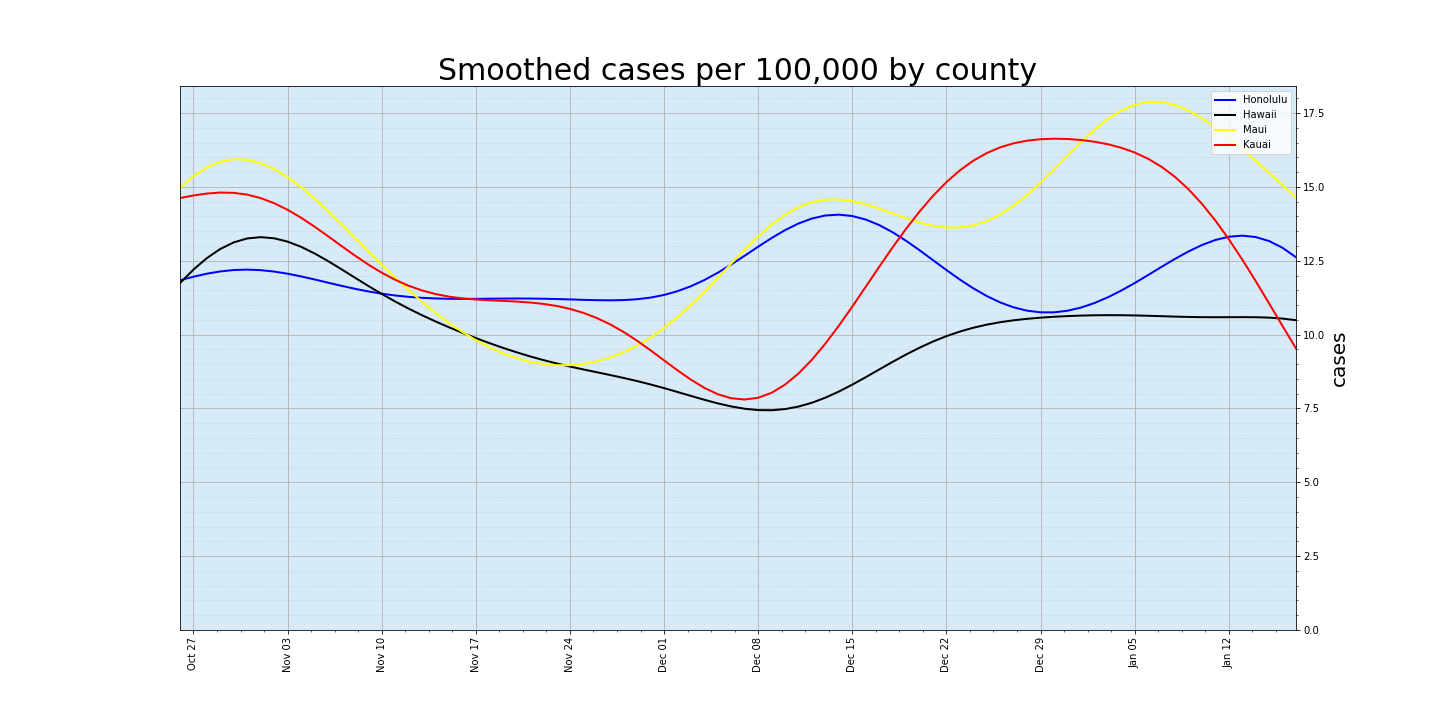 Smoothed cases per 100,000 by county
Honolulu
Hawaii
Maui
Kauai
17.5
15.0
12.5
10.0
7.5
5.0
2.5
0.0
cases
Oct 27
Nov 03
Nov 10
Nov 17
Nov 24
Dec 01
Dec 08
Dec 15
Dec 22
Dec 29
Jan 05
Jan 12